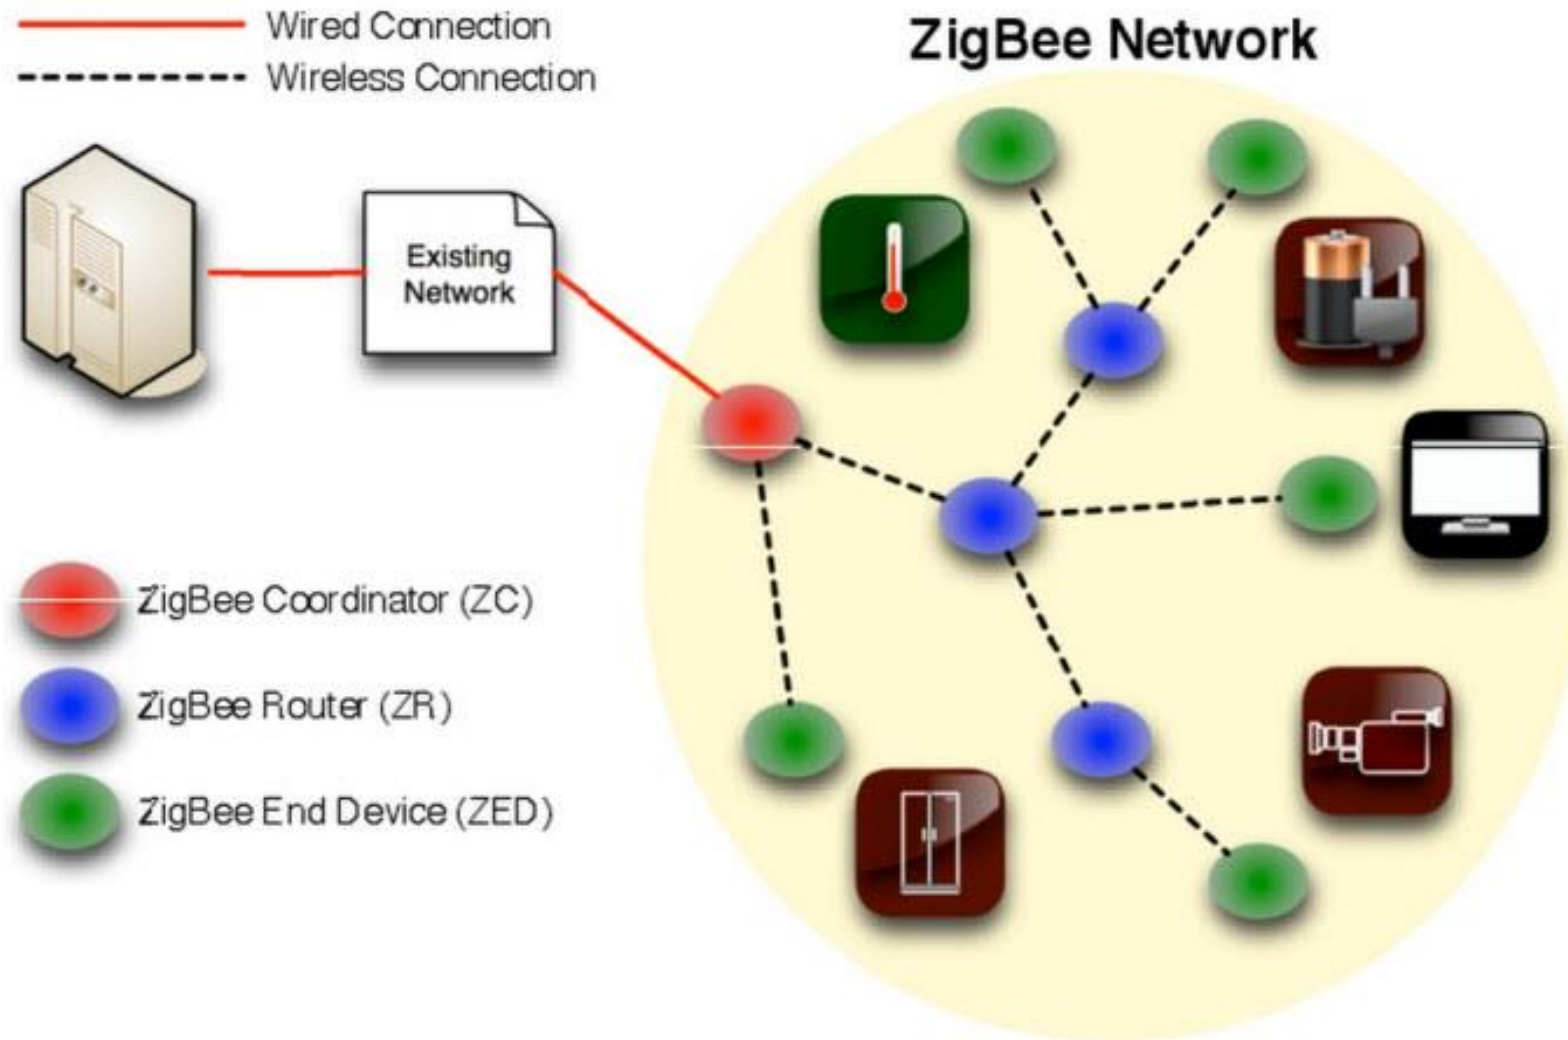 Wired Connection
Wireless Connection
ZigBee Network
Existing
Network
ZigBee Coordinator (ZC)
ZigBee Router (ZR)
ZigBee End Device (ZED)